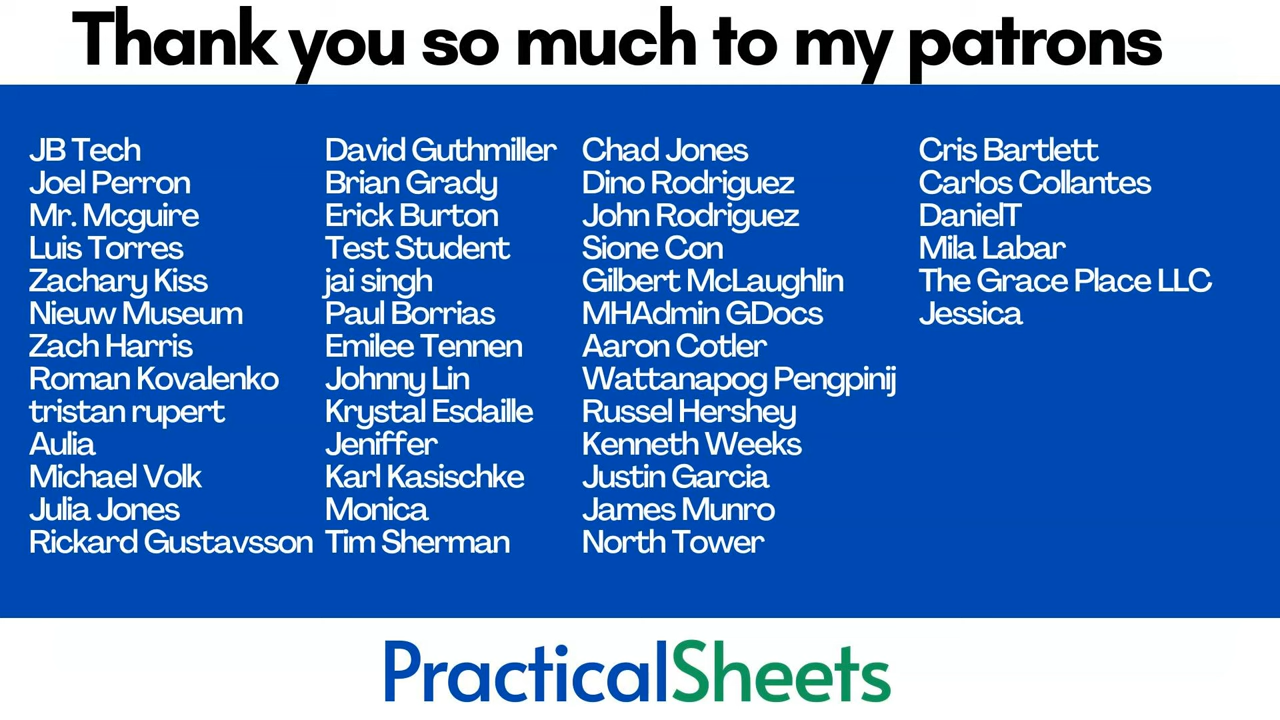 Thank you so much to my patrons
JB Tech
Joel Perron
Mr. Mcguire
Luis Torres
Zachary Kiss
Nieuw Museum
Zach Harris
Roman Kovalenko
tristan rupert
Aulia
Michael Volk
Julia Jones
Rickard Gustavsson
David Guthmiller
Brian Grady
Erick Burton
Test Student
jai singh
Paul Borrias
Emilee Tennen
Johnny Lin
Krystal Esdaille
Jeniffer
Karl Kasischke
Monica
Tim Sherman
Chad Jones
Dino Rodriguez
John Rodriguez
Sione Con
Gilbert McLaughlin
MHAdmin GDocs
Aaron Cotler
Wattanapog Pengpinij
Russel Hershey
Kenneth Weeks
Justin Garcia
James Munro
North Tower
Cris Bartlett
Carlos Collantes
DanielT
Mila Labar
The Grace Place LLC
Jessica
PracticalSheets